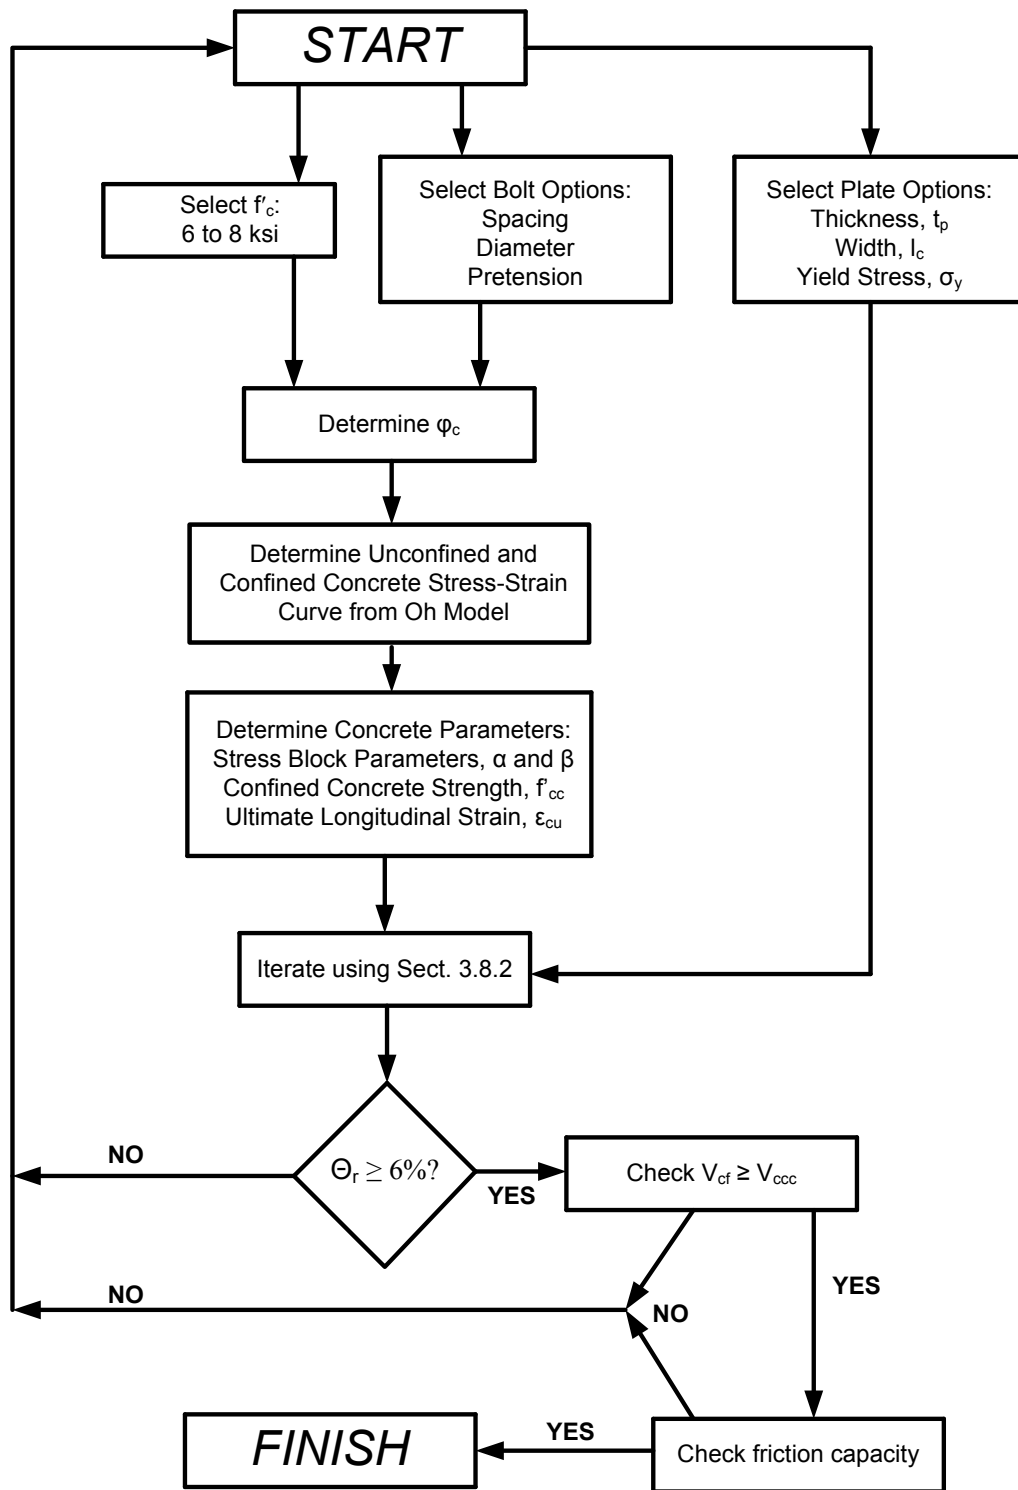 START
Select f′c:
6 to 8 ksi
Select Bolt Options:
Spacing
Diameter
Pretension
Select Plate Options:
Thickness, tp
Width, lc
Yield Stress, σy
Determine φc
Determine Unconfined and
Confined Concrete Stress-Strain
Curve from Oh Model
Determine Concrete Parameters:
Stress Block Parameters, α and β
Confined Concrete Strength, f'cc
Ultimate Longitudinal Strain, εcu
Iterate using Sect. 3.8.2
Θr ≥ 6%?
NO
YES
Check Vcf ≥ Vccc
NO
NO
YES
Check friction capacity
YES
FINISH